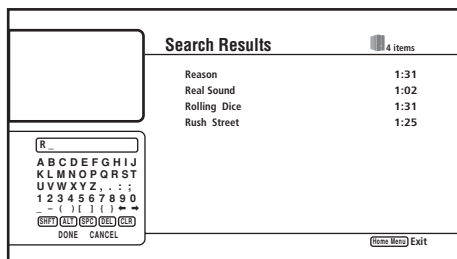 Search Results
4 items
Reason 1:31
Real Sound 1:02
Rolling Dice 1:31
Rush Street 1:25
R _
A B C D E F G H I J
K L M N O P Q R S T
U V W X Y Z , . : ;
1 2 3 4 5 6 7 8 9 0
_ – ( ) [ ] { } ← →
SHFT ALT SPC DEL CLR
DONE CANCEL
Home Menu Exit